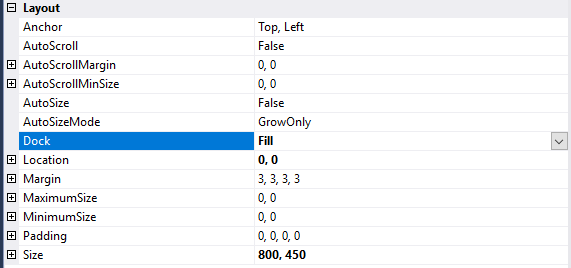 Layout
Anchor Top, Left
AutoScroll False
AutoScrollMargin 0, 0
AutoScrollMinSize 0, 0
AutoSize False
AutoSizeMode GrowOnly
Dock Fill
Location 0, 0
Margin 3, 3, 3, 3
MaximumSize 0, 0
MinimumSize 0, 0
Padding 0, 0, 0, 0
Size 800, 450